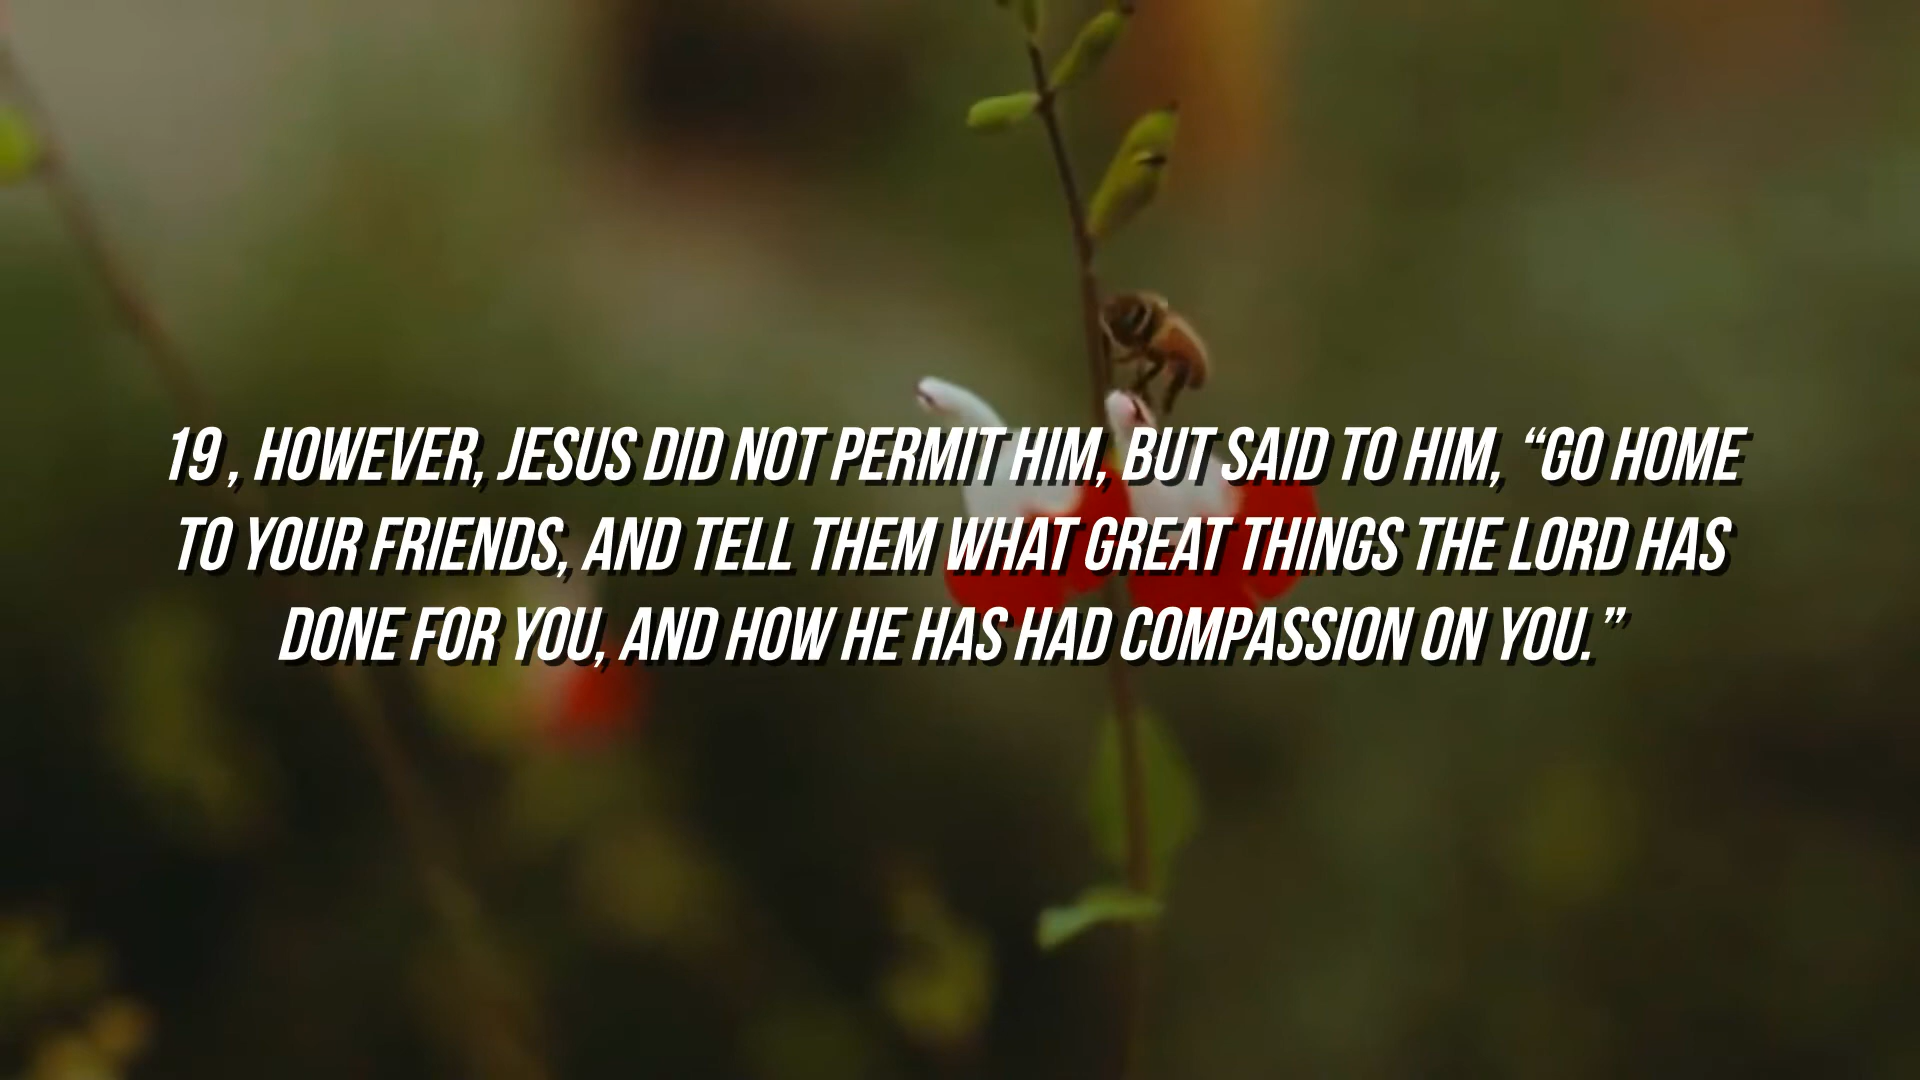 19 , HOWEVER, JESUS DID NOT PERMIT HIM, BUT SAID TO HIM, “GO HOME
TO YOUR FRIENDS, AND TELL THEM WHAT GREAT THINGS THE LORD HAS
DONE FOR YOU, AND HOW HE HAS HAD COMPASSION ON YOU.”